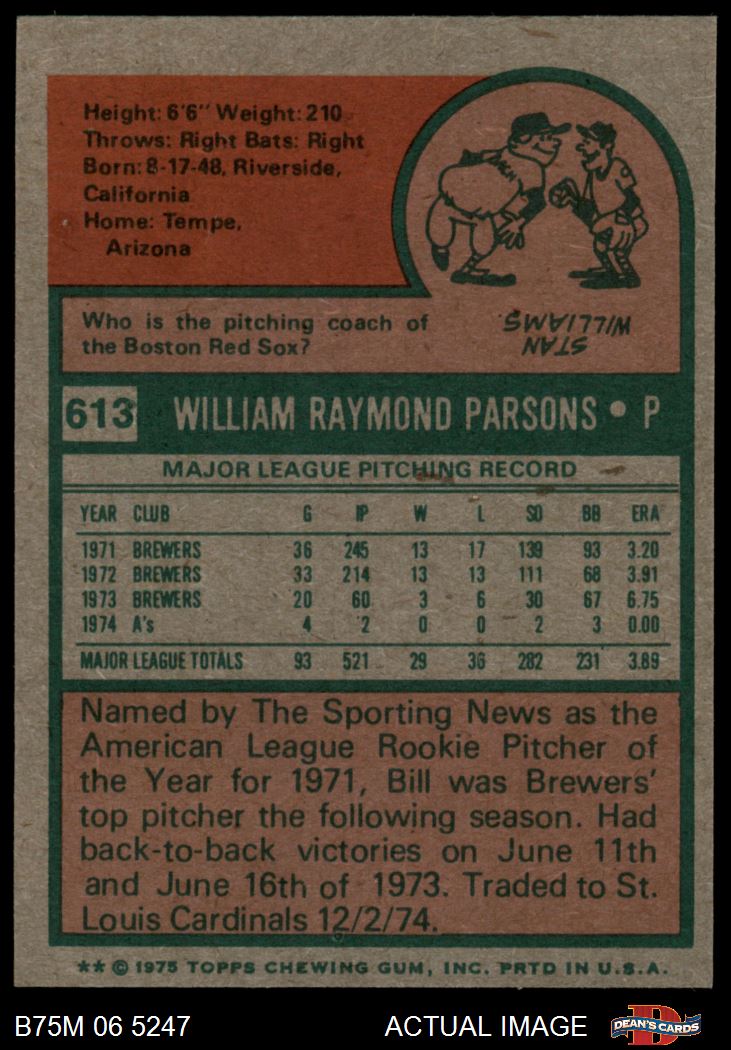 Height: 6'6" Weight: 210
Throws: Right Bats: Right
Born: 8-17-48, Riverside,
California
Home: Tempe,
Arizona
Who is the pitching coach of
the Boston Red Sox?
STAN
WILLIAMS.
613 WILLIAM RAYMOND PARSONS • P
MAJOR LEAGUE PITCHING RECORD
YEAR CLUB G IP W L SO BB ERA
1971 BREWERS 36 245 13 17 139 93 3.20
1972 BREWERS 33 214 13 13 111 68 3.91
1973 BREWERS 20 60 3 6 30 67 6.75
1974 A's 4 2 0 0 2 3 0.00
MAJOR LEAGUE TOTALS 93 521 29 36 282 231 3.89
Named by The Sporting News as the
American League Rookie Pitcher of
the Year for 1971, Bill was Brewers'
top pitcher the following season. Had
back-to-back victories on June 11th
and June 16th of 1973. Traded to St.
Louis Cardinals 12/2/74.
** © 1975 TOPPS CHEWING GUM, INC. PRTD IN U.S.A.
B75M 06 5247 ACTUAL IMAGE DEAN'S CARDS